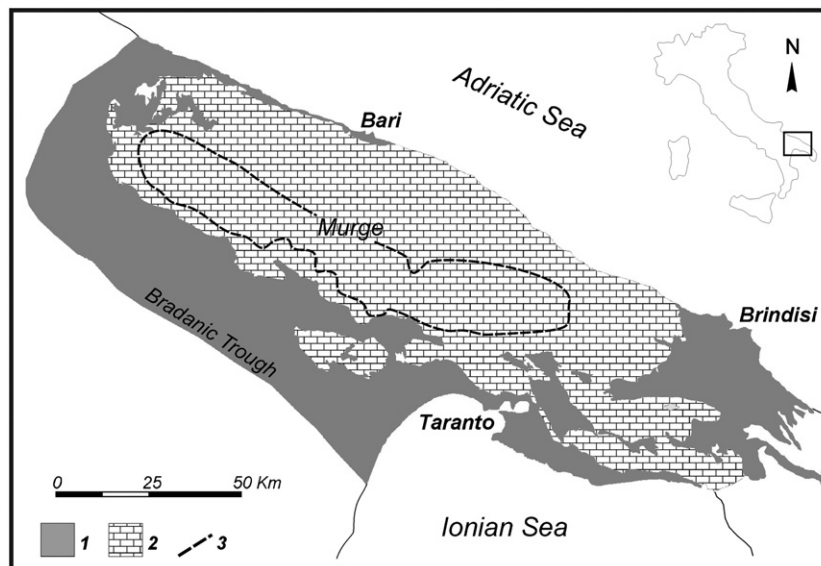 N
Adriatic Sea
Bari
Murge
Bradanic Trough
Brindisi
Taranto
0 25 50 Km
Ionian Sea
1 2 3